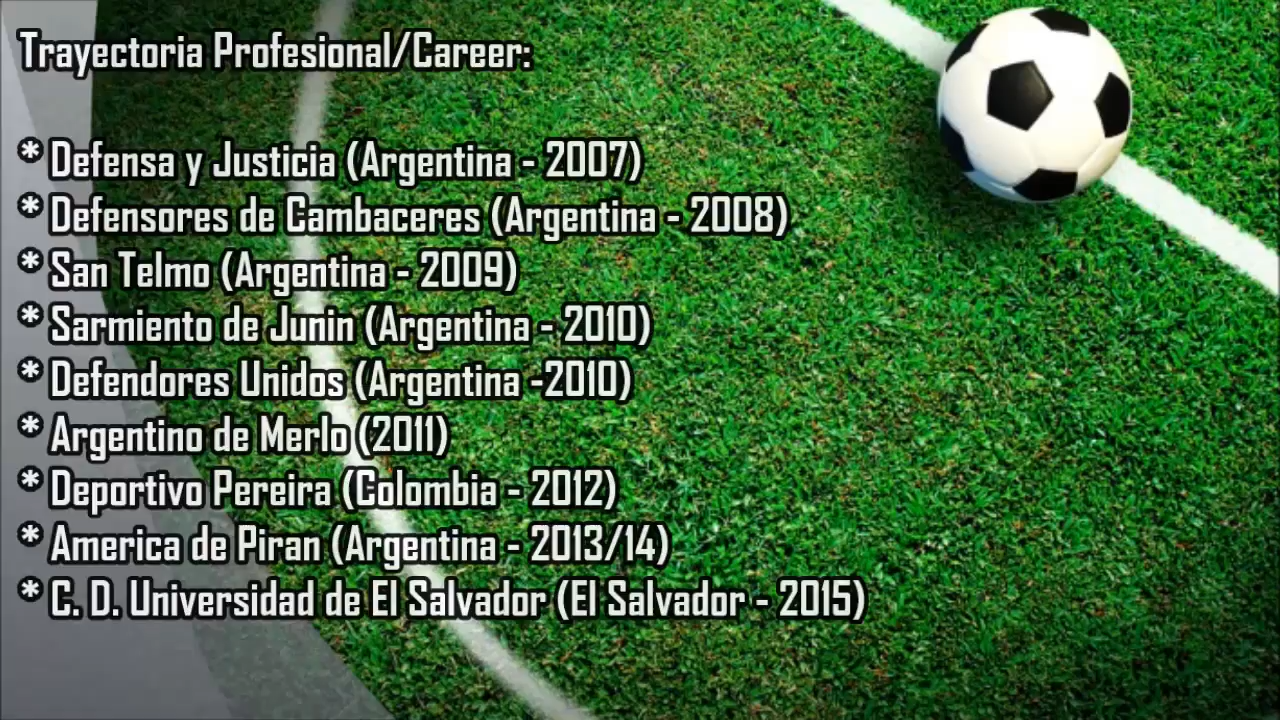 Trayectoria Profesional/Career:
* Defensa y Justicia (Argentina - 2007)
* Defensores de Cambaceres (Argentina - 2008)
* San Telmo (Argentina - 2009)
* Sarmiento de Junin (Argentina - 2010)
* Defendores Unidos (Argentina -2010)
* Argentino de Merlo (2011)
* Deportivo Pereira (Colombia - 2012)
* America de Piran (Argentina - 2013/14)
* C. D. Universidad de El Salvador (El Salvador - 2015)